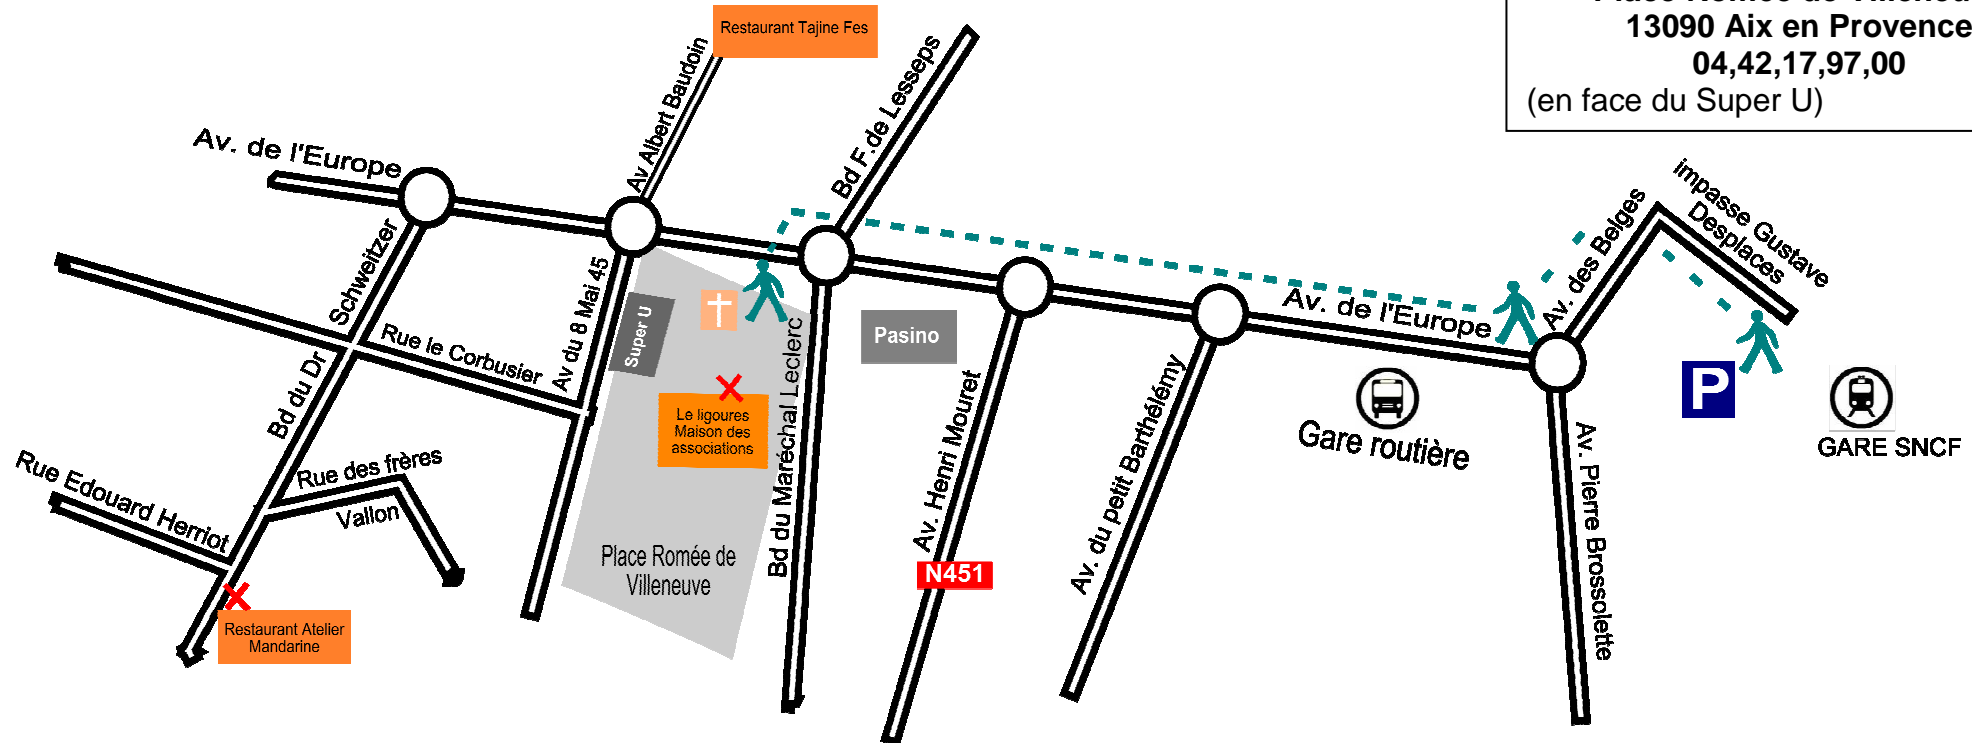 Restaurant Tajine Fes
13090 Aix en Provence
04,42,17,97,00
(en face du Super U)
Av. de l'Europe
Av Albert Baudoin
Bd F.de Lesseps
impasse Gustave
Desplaces
Av. des Belges
Schweitzer
Bd du Dr
Rue le Corbusier
Av du 8 Mai 45
Super U
Pasino
Av. de l'Europe
Le ligoures
Maison des
associations
Bd du Maréchal Leclerc
Av. Henri Mouret
N451
Av. du petit Barthélémy
Gare routière
P
GARE SNCF
Av. Pierre Brossolette
Rue Edouard Herriot
Rue des frères
Vallon
Place Romée de
Villeneuve
Restaurant Atelier
Mandarine